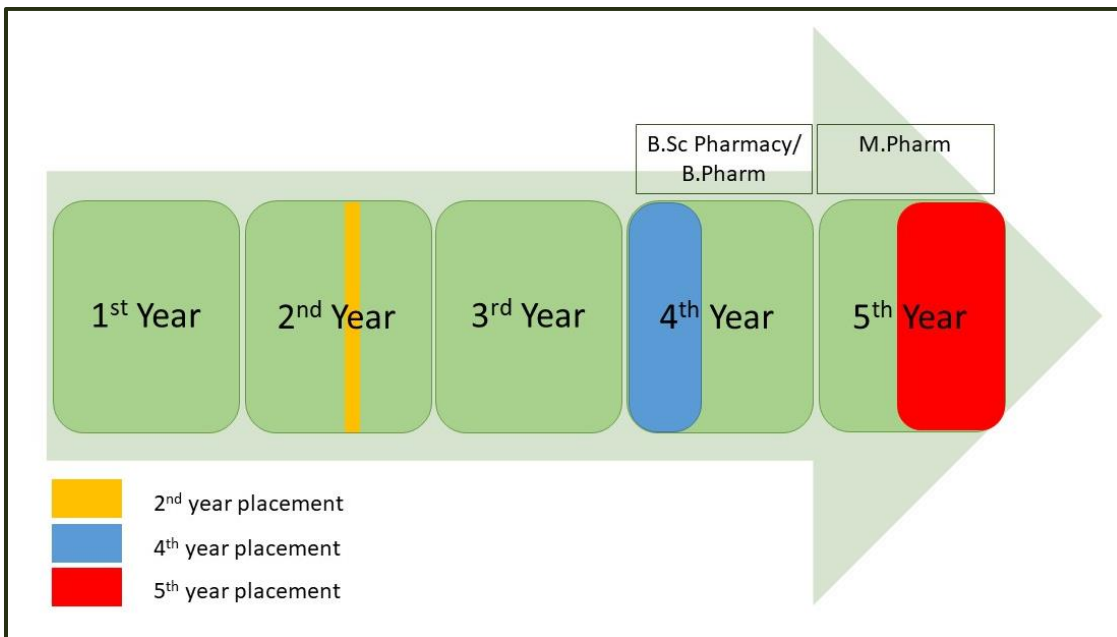 B.Sc Pharmacy/
B.Pharm
M.Pharm
1st Year
2nd Year
3rd Year
4th Year
5th Year
2nd year placement
4th year placement
5th year placement